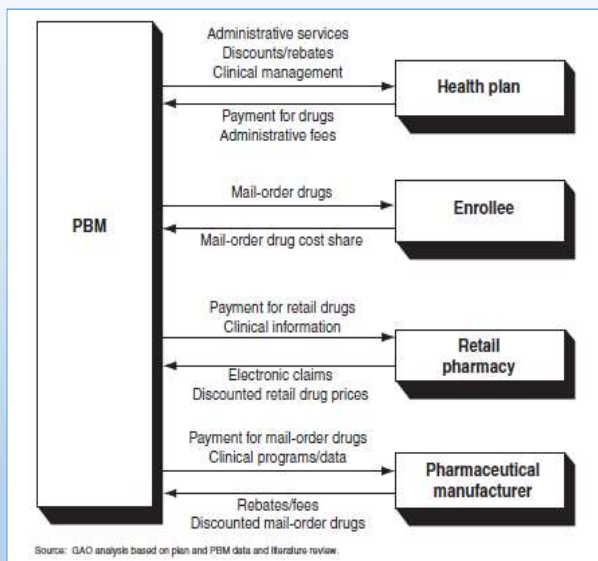 PBM
Administrative services
Discounts/rebates
Clinical management
Payment for drugs
Administrative fees
Health plan
Mail-order drugs
Mail-order drug cost share
Enrollee
Payment for retail drugs
Clinical information
Electronic claims
Discounted retail drug prices
Retail
pharmacy
Payment for mail-order drugs
Clinical programs/data
Rebates/fees
Discounted mail-order drugs
Pharmaceutical
manufacturer
Source: GAO analysis based on plan and PBM data and literature review.